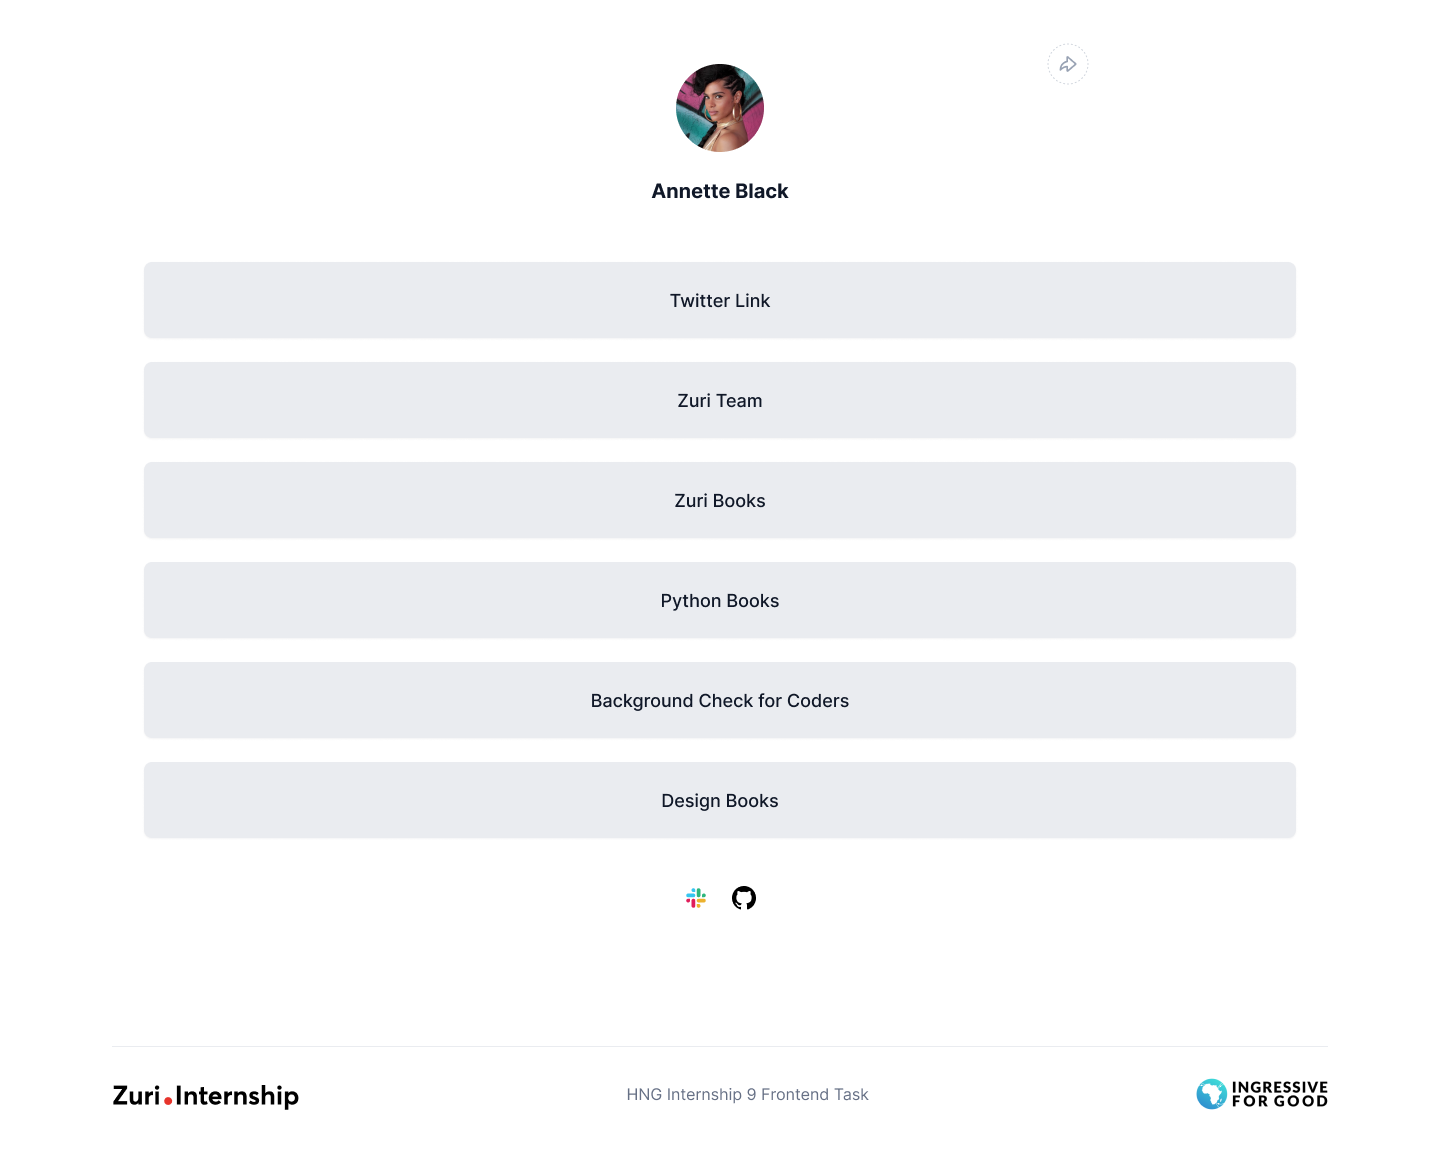 Annette Black
Twitter Link
Zuri Team
Zuri Books
Python Books
Background Check for Coders
Design Books
Zuri.Internship
HNG Internship 9 Frontend Task
INGRESSIVE
FOR GOOD